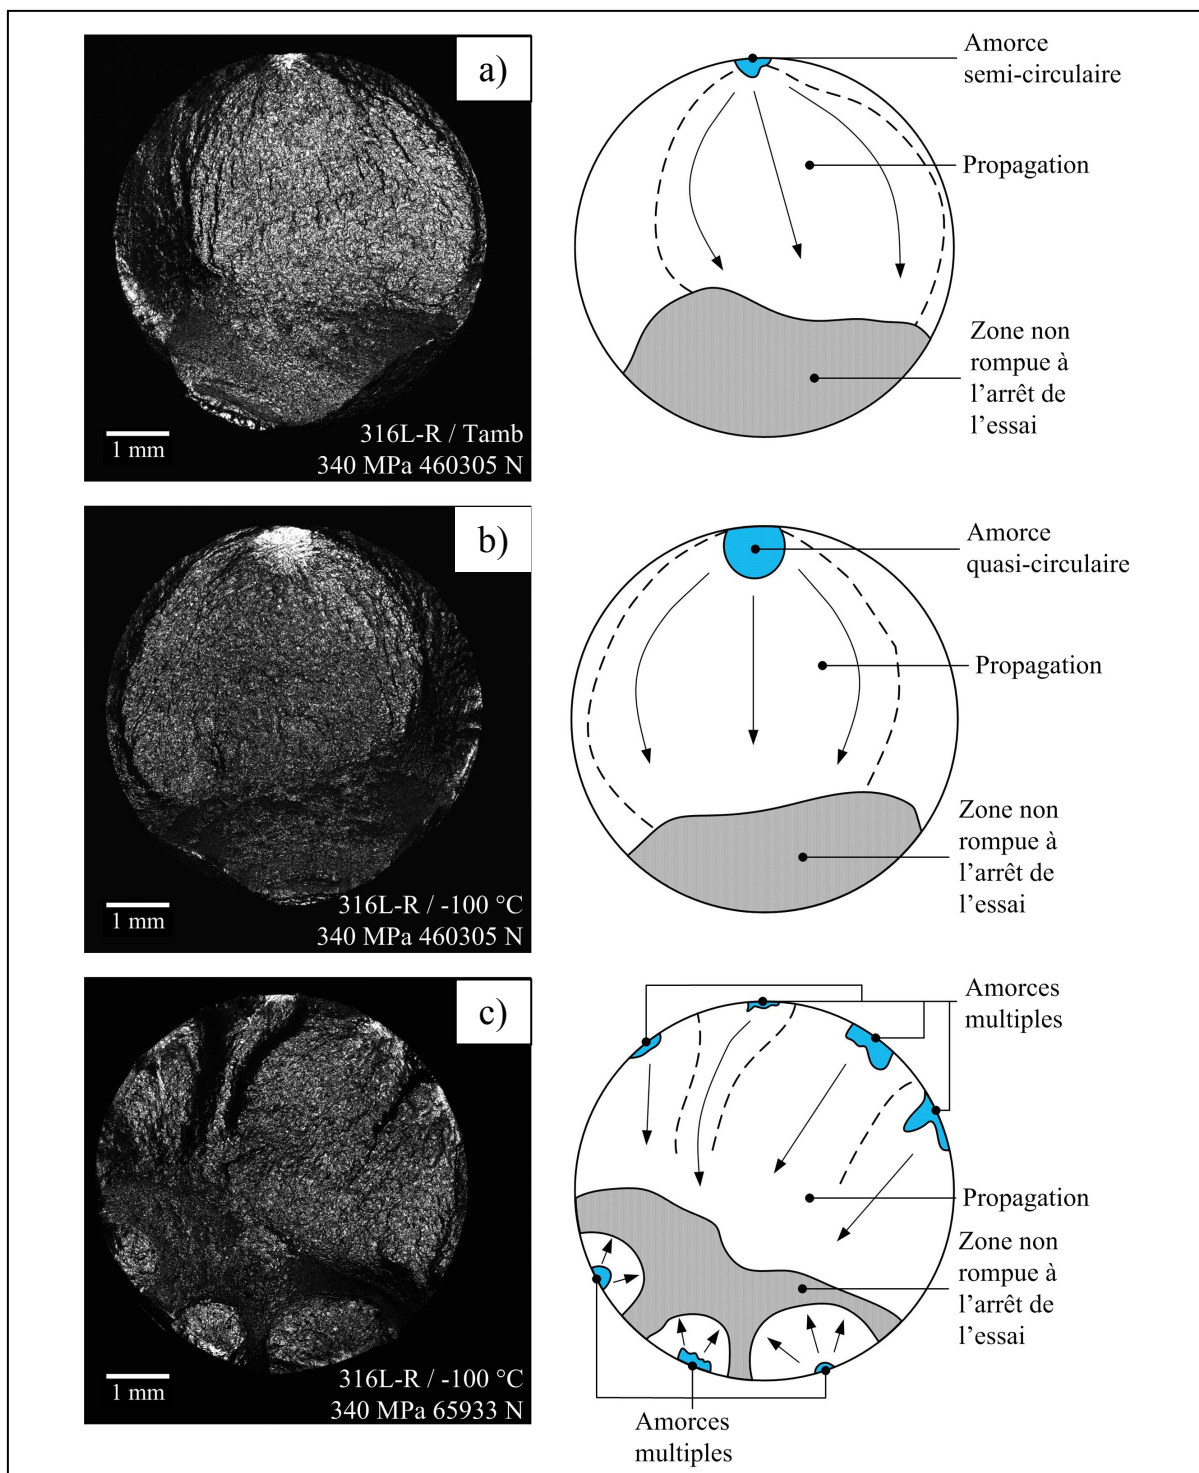 a)
Amorce
semi-circulaire
Propagation
Zone non
rompue à
l'arrêt de
l'essai
1 mm
316L-R / Tamb
340 MPa 460305 N
b)
Amorce
quasi-circulaire
Propagation
Zone non
rompue à
l'arrêt de
l'essai
1 mm
316L-R / -100 °C
340 MPa 460305 N
c)
Amorces
multiples
Propagation
Zone non
rompue à
l'arrêt de
l'essai
1 mm
316L-R / -100 °C
340 MPa 65933 N
Amorces
multiples